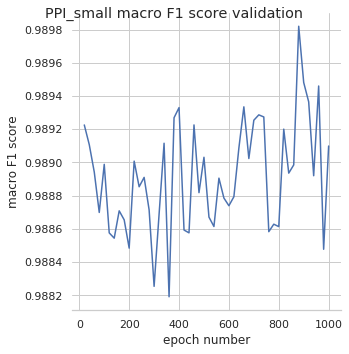 PPI_small macro F1 score validation
0.9898
0.9896
0.9894
0.9892
0.9890
0.9888
0.9886
0.9884
0.9882
macro F1 score
0 200 400 600 800 1000
epoch number